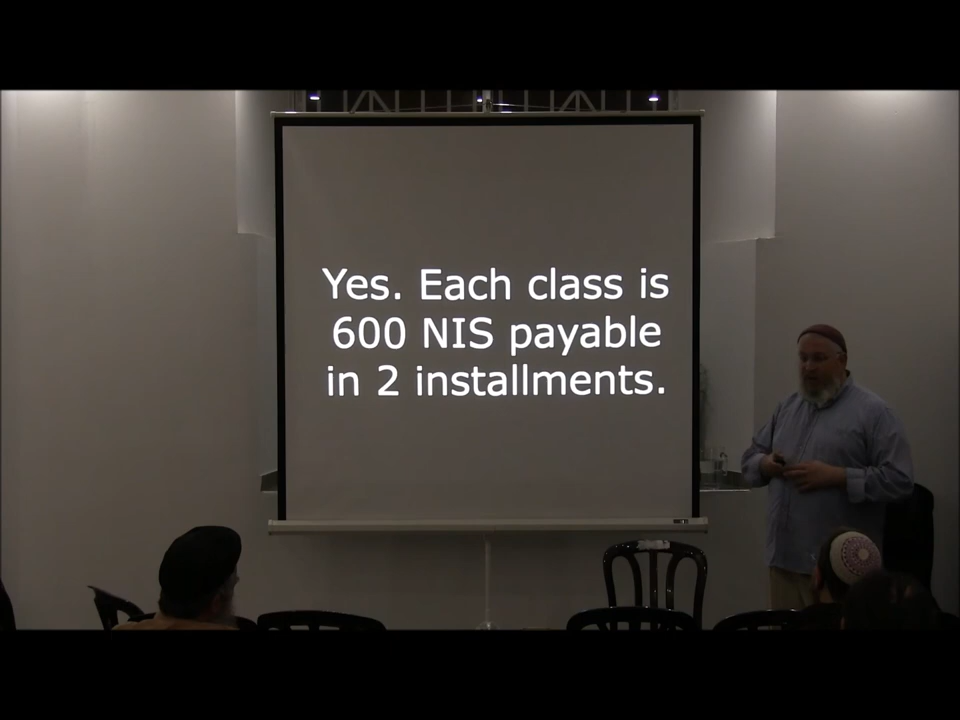 Yes. Each class is
600 NIS payable
in 2 installments.